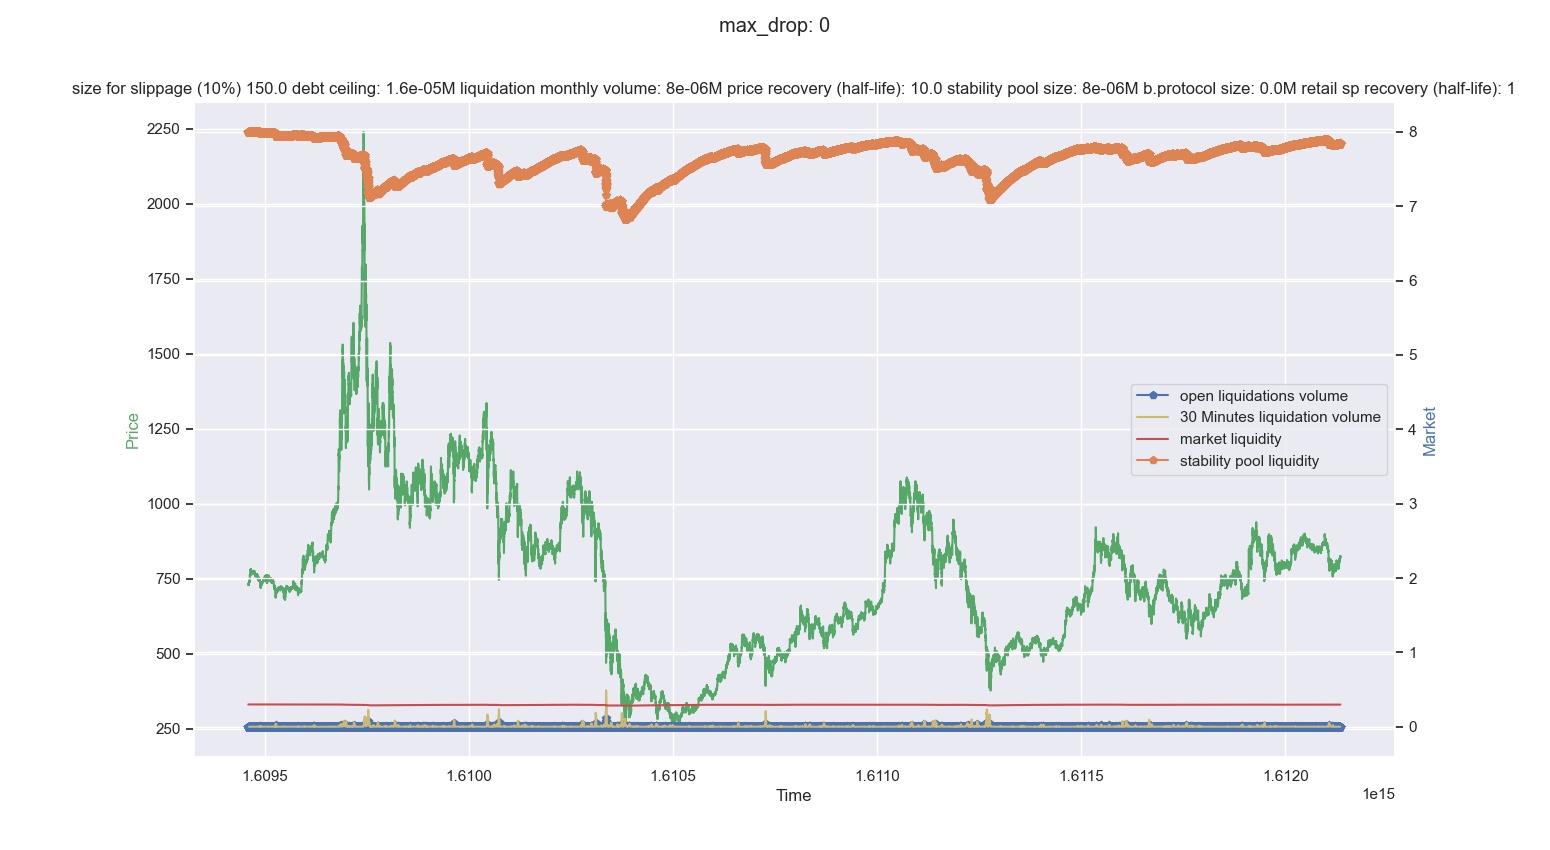 max_drop: 0
size for slippage (10%) 150.0 debt ceiling: 1.6e-05M liquidation monthly volume: 8e-06M price recovery (half-life): 10.0 stability pool size: 8e-06M b.protocol size: 0.0M retail sp recovery (half-life): 1
2250
2000
1750
1500
1250
1000
750
500
250
Price
8
7
6
5
4
3
2
1
0
Market
open liquidations volume
30 Minutes liquidation volume
market liquidity
stability pool liquidity
1.6095 1.6100 1.6105 1.6110 1.6115 1.6120
1e15
Time